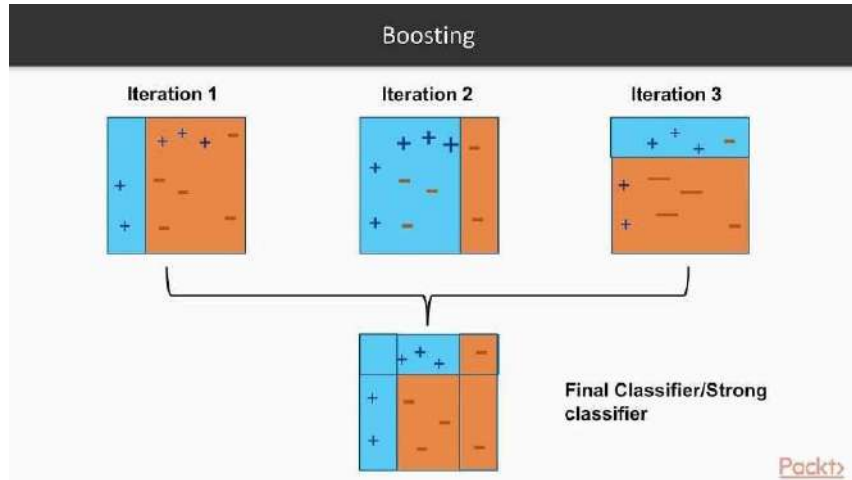 Boosting
Iteration 1
Iteration 2
Iteration 3
Final Classifier/Strong
classifier
Packt>